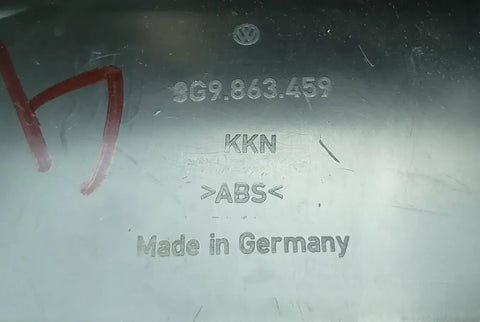 3G9.863.459
KKN
>ABS<
Made in Germany